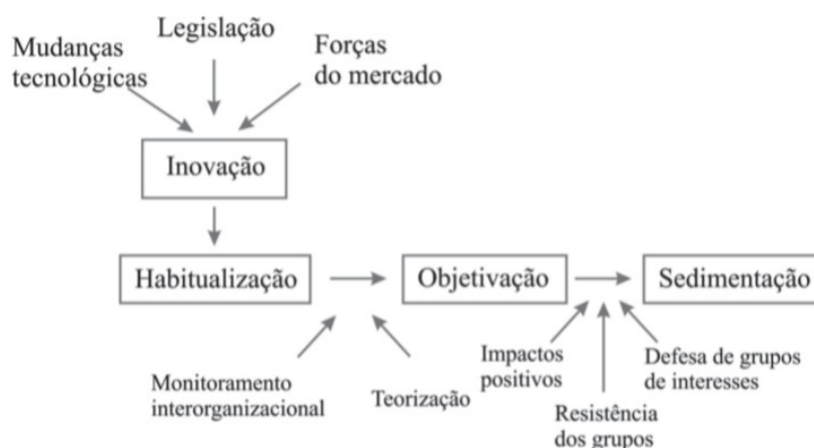 Legislação
Mudanças
tecnológicas
Forças
do mercado
Inovação
Habitualização
Objetivação
Sedimentação
Monitoramento
interorganizacional
Teorização
Impactos
positivos
Resistência
dos grupos
Defesa de grupos
de interesses